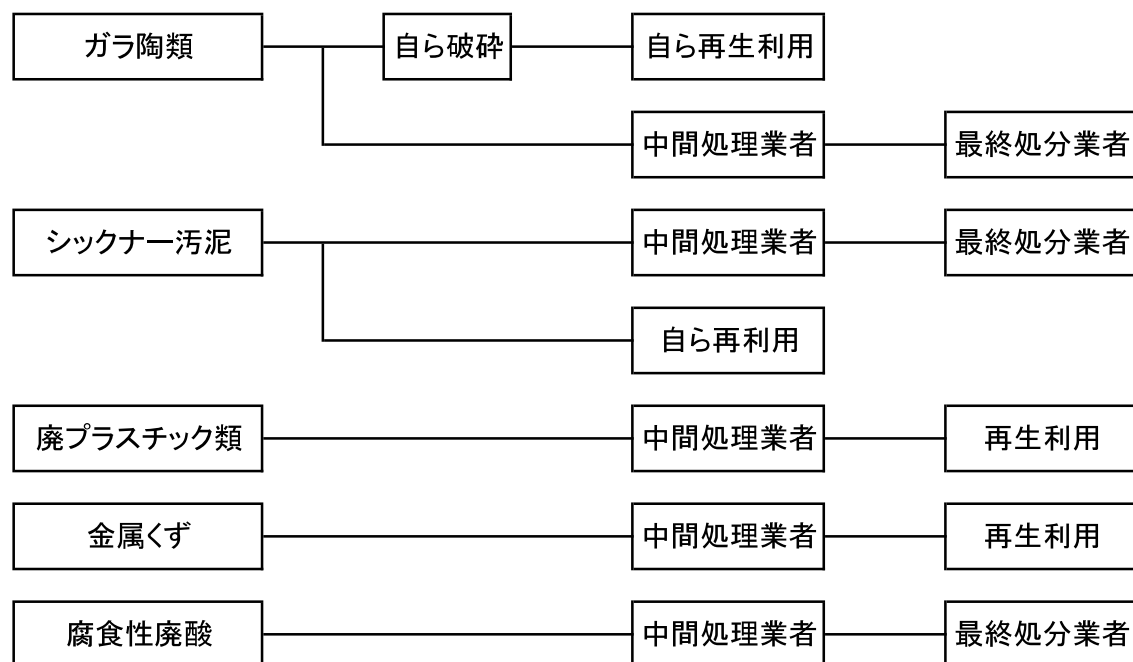 ガラ陶類
自ら破砕
自ら再生利用
中間処理業者
最終処分業者
シックナー汚泥
中間処理業者
最終処分業者
自ら再利用
廃プラスチック類
中間処理業者
再生利用
金属くず
中間処理業者
再生利用
腐食性廃酸
中間処理業者
最終処分業者